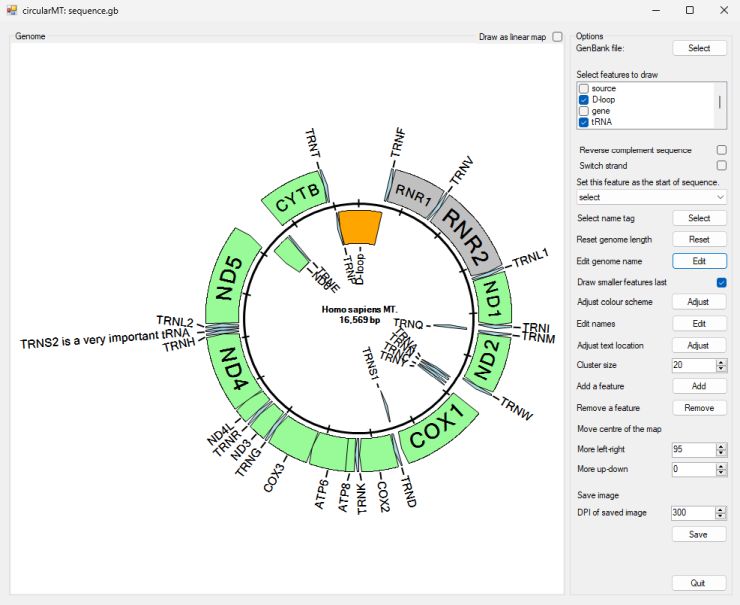 circularMT: sequence.gb
Genome
Draw as linear map
Options
GenBank file:
Select
Select features to draw
source
D-loop
gene
tRNA
Reverse complement sequence
Switch strand
Set this feature as the start of sequence.
select
Select name tag
Select
Reset genome length
Reset
Edit genome name
Edit
Draw smaller features last
Adjust colour scheme
Adjust
Edit names
Edit
Adjust text location
Adjust
Cluster size
20
Add a feature
Add
Remove a feature
Remove
Move centre of the map
More left-right
95
More up-down
0
Save image
DPI of saved image
300
Save
Quit
TRNF
RNR1
TRNV
RNR2
TRNL1
ND1
TRNI
TRNM
ND2
TRNW
COX1
TRND
COX2
TRNK
ATP8
ATP6
COX3
TRNG
ND3
TRNR
ND4L
ND4
TRNH
TRNS2 is a very important tRNA
TRNL2
ND5
CYTB
TRNT
D-loop
TRNP
TRNE
TRNQ
TRNY
TRNS1
Homo sapiens MT.
16,569 bp